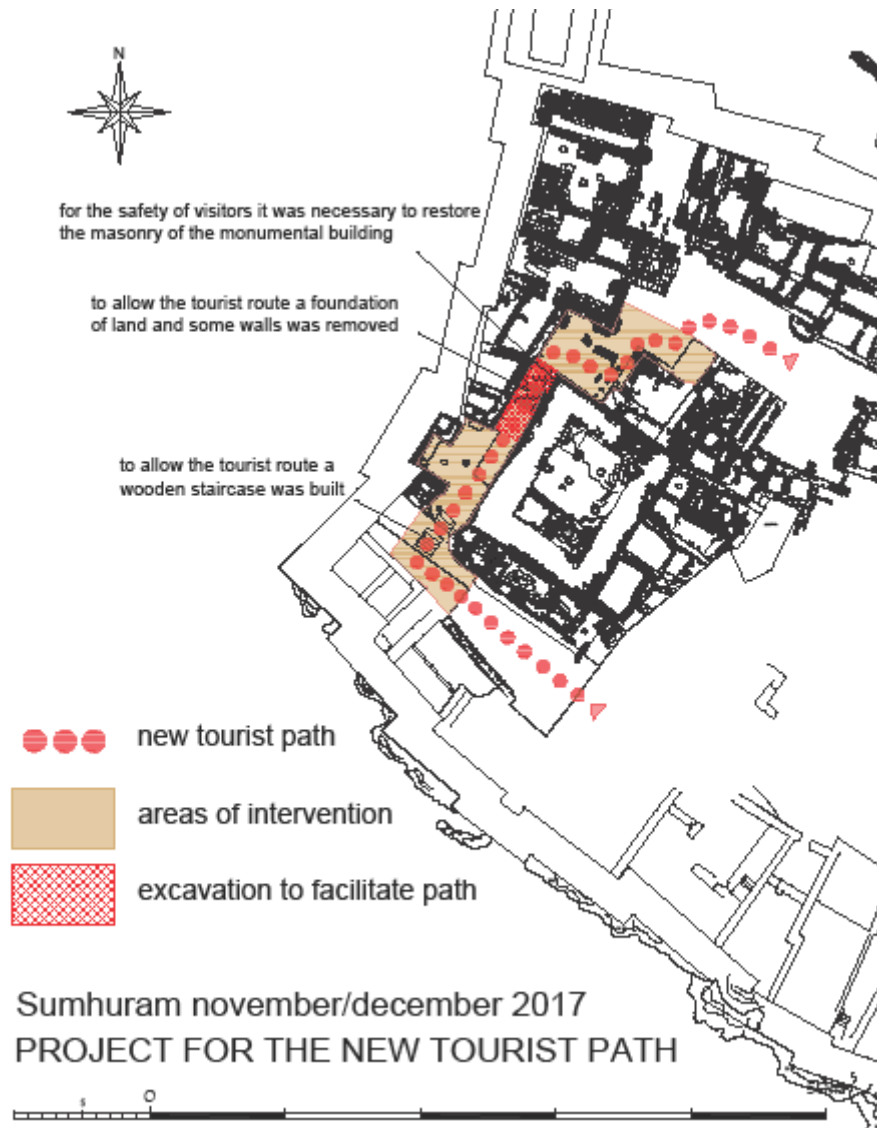 N
for the safety of visitors it was necessary to restore
the masonry of the monumental building
to allow the tourist route a foundation
of land and some walls was removed
to allow the tourist route a
wooden staircase was built
new tourist path
areas of intervention
excavation to facilitate path
Sumhuram november/december 2017
PROJECT FOR THE NEW TOURIST PATH
s O